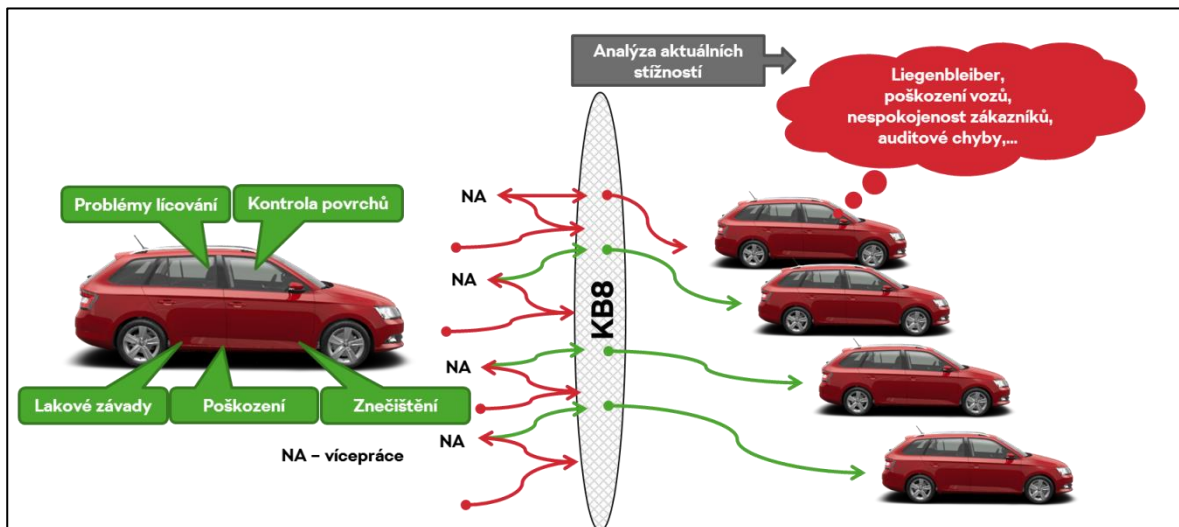 Analýza aktuálních
stížností
Liegenbleiber,
poškození vozů,
nespokojenost zákazníků,
auditové chyby,...
Problémy lícování
Kontrola povrchů
NA
NA
KB8
NA
Lakové závady
Poškození
Znečištění
NA
NA – vícepráce